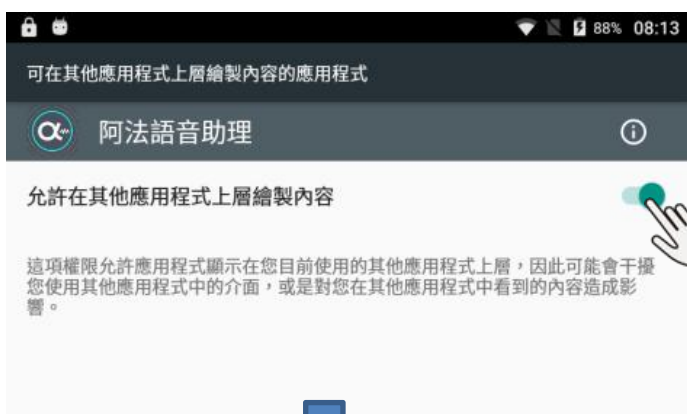 88% 08:13
可在其他應用程式上層繪製內容的應用程式
α 阿法語音助理
允許在其他應用程式上層繪製內容
這項權限允許應用程式顯示在您目前使用的其他應用程式上層，因此可能會干擾
您使用其他應用程式中的介面，或是對您在其他應用程式中看到的內容造成影
響。